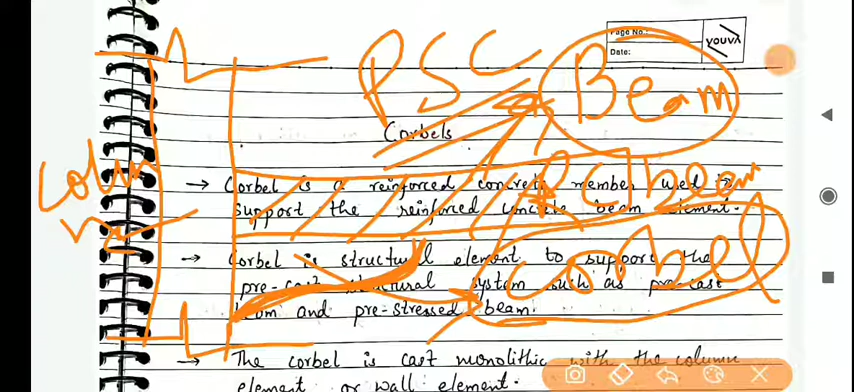 Page No.:
Date:
YOUVA
PSC
Beam
Corbels
Column
→ Corbel is a reinforced concrete member used is
support the reinforced concrete beam element.
beam
→ Corbel is structural element to support the
corbel
pre-cast structural system such as pre-cast
beam and pre-stressed beam.
→ The corbel is cast monolithic with the column
element or wall element.